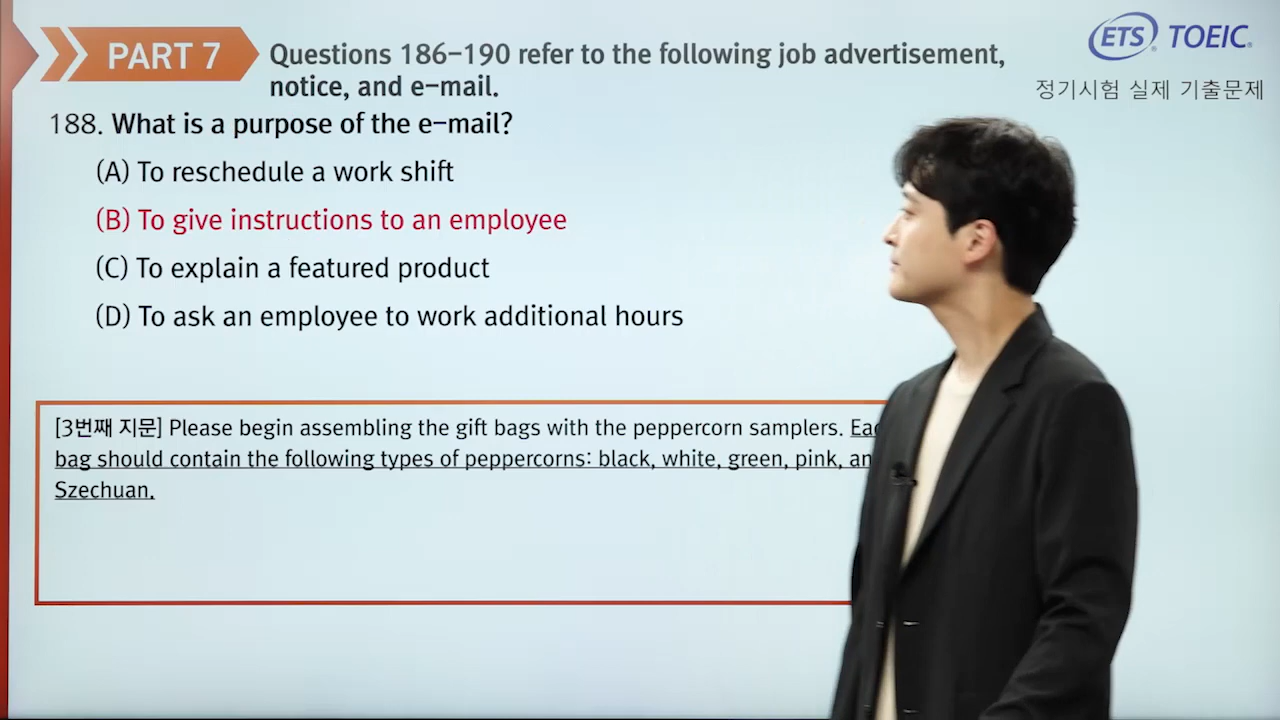 PART 7
Questions 186-190 refer to the following job advertisement,
notice, and e-mail.
ETS TOEIC
정기시험 실제 기출문제
188. What is a purpose of the e-mail?
(A) To reschedule a work shift
(B) To give instructions to an employee
(C) To explain a featured product
(D) To ask an employee to work additional hours
[3번째 지문] Please begin assembling the gift bags with the peppercorn samplers.
bag should contain the following types of peppercorns: black, white, green, pink,
Szechuan.